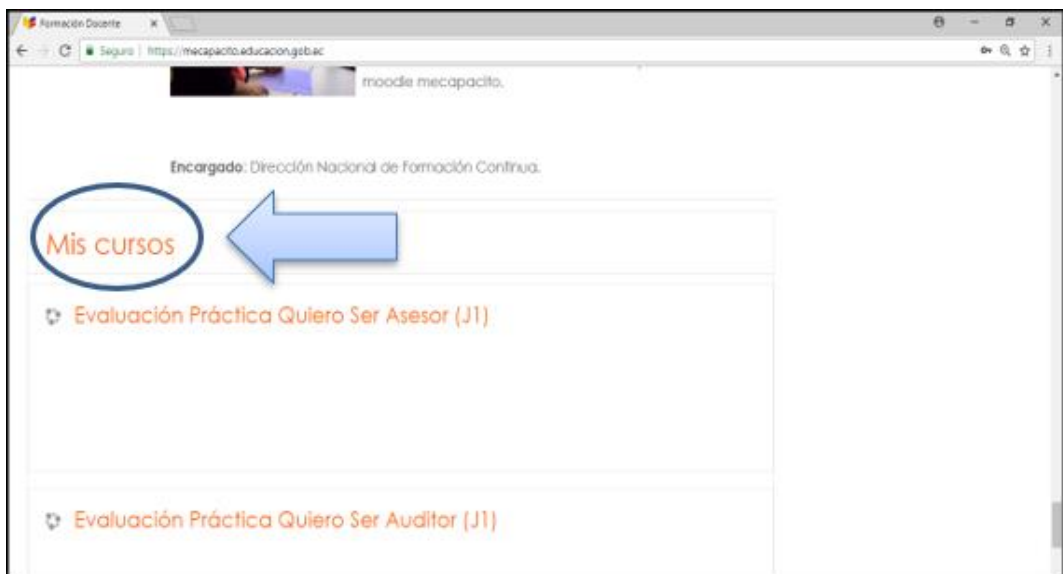 Formación Docente
Seguro | https://mecapacito.educacion.gob.ec
moodle mecapacito.
Encargado: Dirección Nacional de Formación Continua.
Mis cursos
Evaluación Práctica Quiero Ser Asesor (J1)
Evaluación Práctica Quiero Ser Auditor (J1)